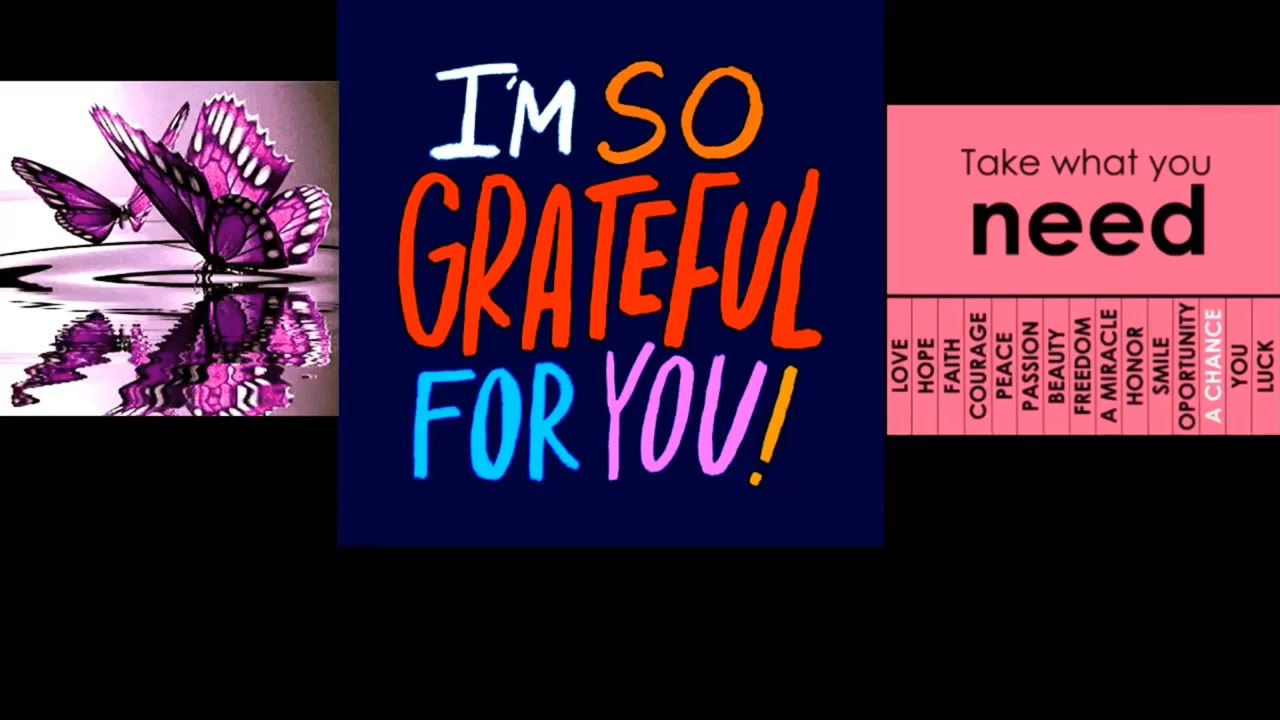 I'M SO
GRATEFUL
FOR YOU!
Take what you
need
LOVE
HOPE
FAITH
COURAGE
PEACE
PASSION
BEAUTY
FREEDOM
A MIRACLE
HONOR
SMILE
OPORTUNITY
A CHANCE
YOU
LUCK